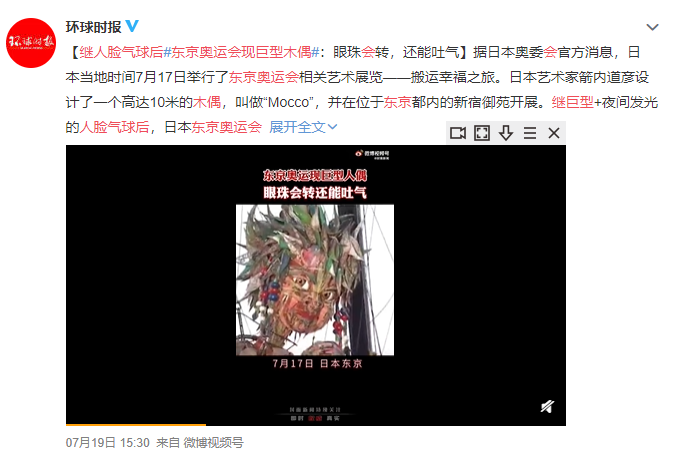 环球时报
环球时报
【继人脸气球后#东京奥运会现巨型木偶#：眼珠会转，还能吐气】据日本奥委会官方消息，日
本当地时间7月17日举行了东京奥运会相关艺术展览——搬运幸福之旅。日本艺术家箭内道彦设
计了一个高达10米的木偶，叫做“Mocco”，并在位于东京都内的新宿御苑开展。继巨型+夜间发光
的人脸气球后，日本东京奥运会 展开全文
微博视频号
东京奥运现巨型人偶
眼珠会转还能吐气
7月17日 日本东京
07月19日 15:30 来自 微博视频号